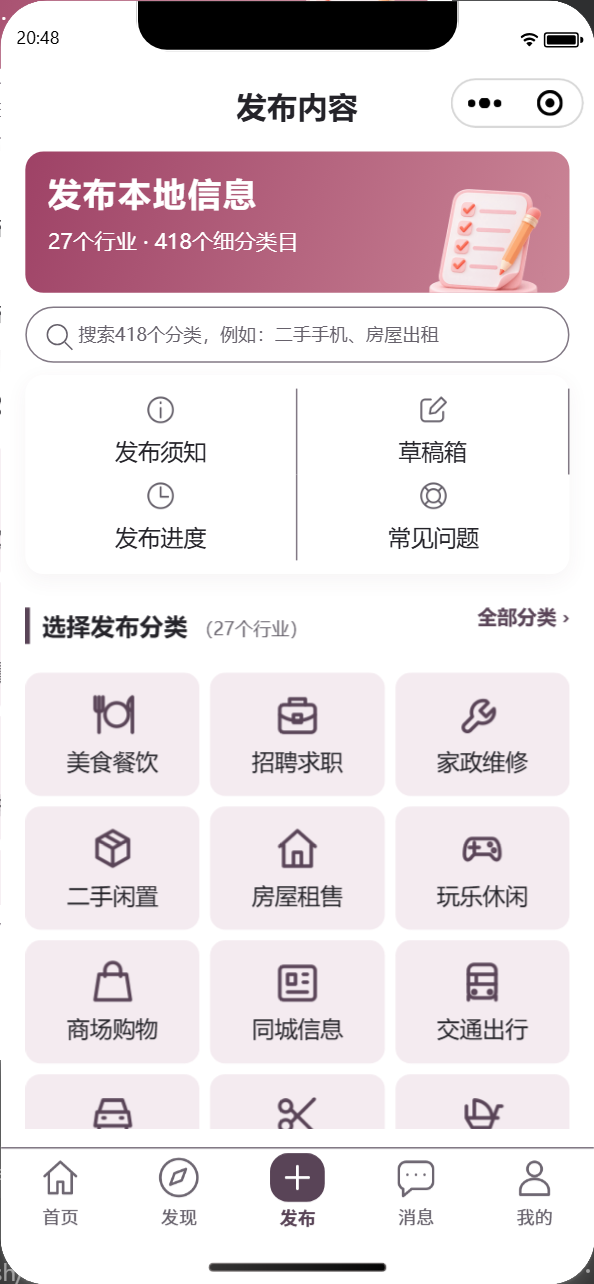 20:48
发布内容
发布本地信息
27个行业 · 418个细分类目
搜索418个分类，例如：二手手机、房屋出租
发布须知
草稿箱
发布进度
常见问题
选择发布分类 （27个行业） 全部分类 ›
美食餐饮
招聘求职
家政维修
二手闲置
房屋租售
玩乐休闲
商场购物
同城信息
交通出行
首页
发现
发布
消息
我的